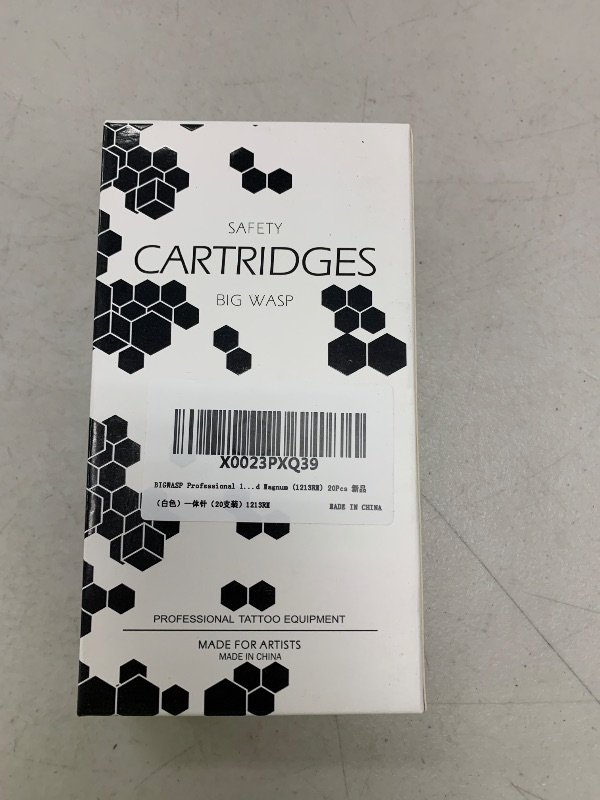 SAFETY
CARTRIDGES
BIG WASP
X0023PXQ39
BIGWASP Professional 1...d Magnum (1213RM) 20Pcs 新品
(白色) 一体针 (20支装) 1213RM
MADE IN CHINA
PROFESSIONAL TATTOO EQUIPMENT
MADE FOR ARTISTS
MADE IN CHINA